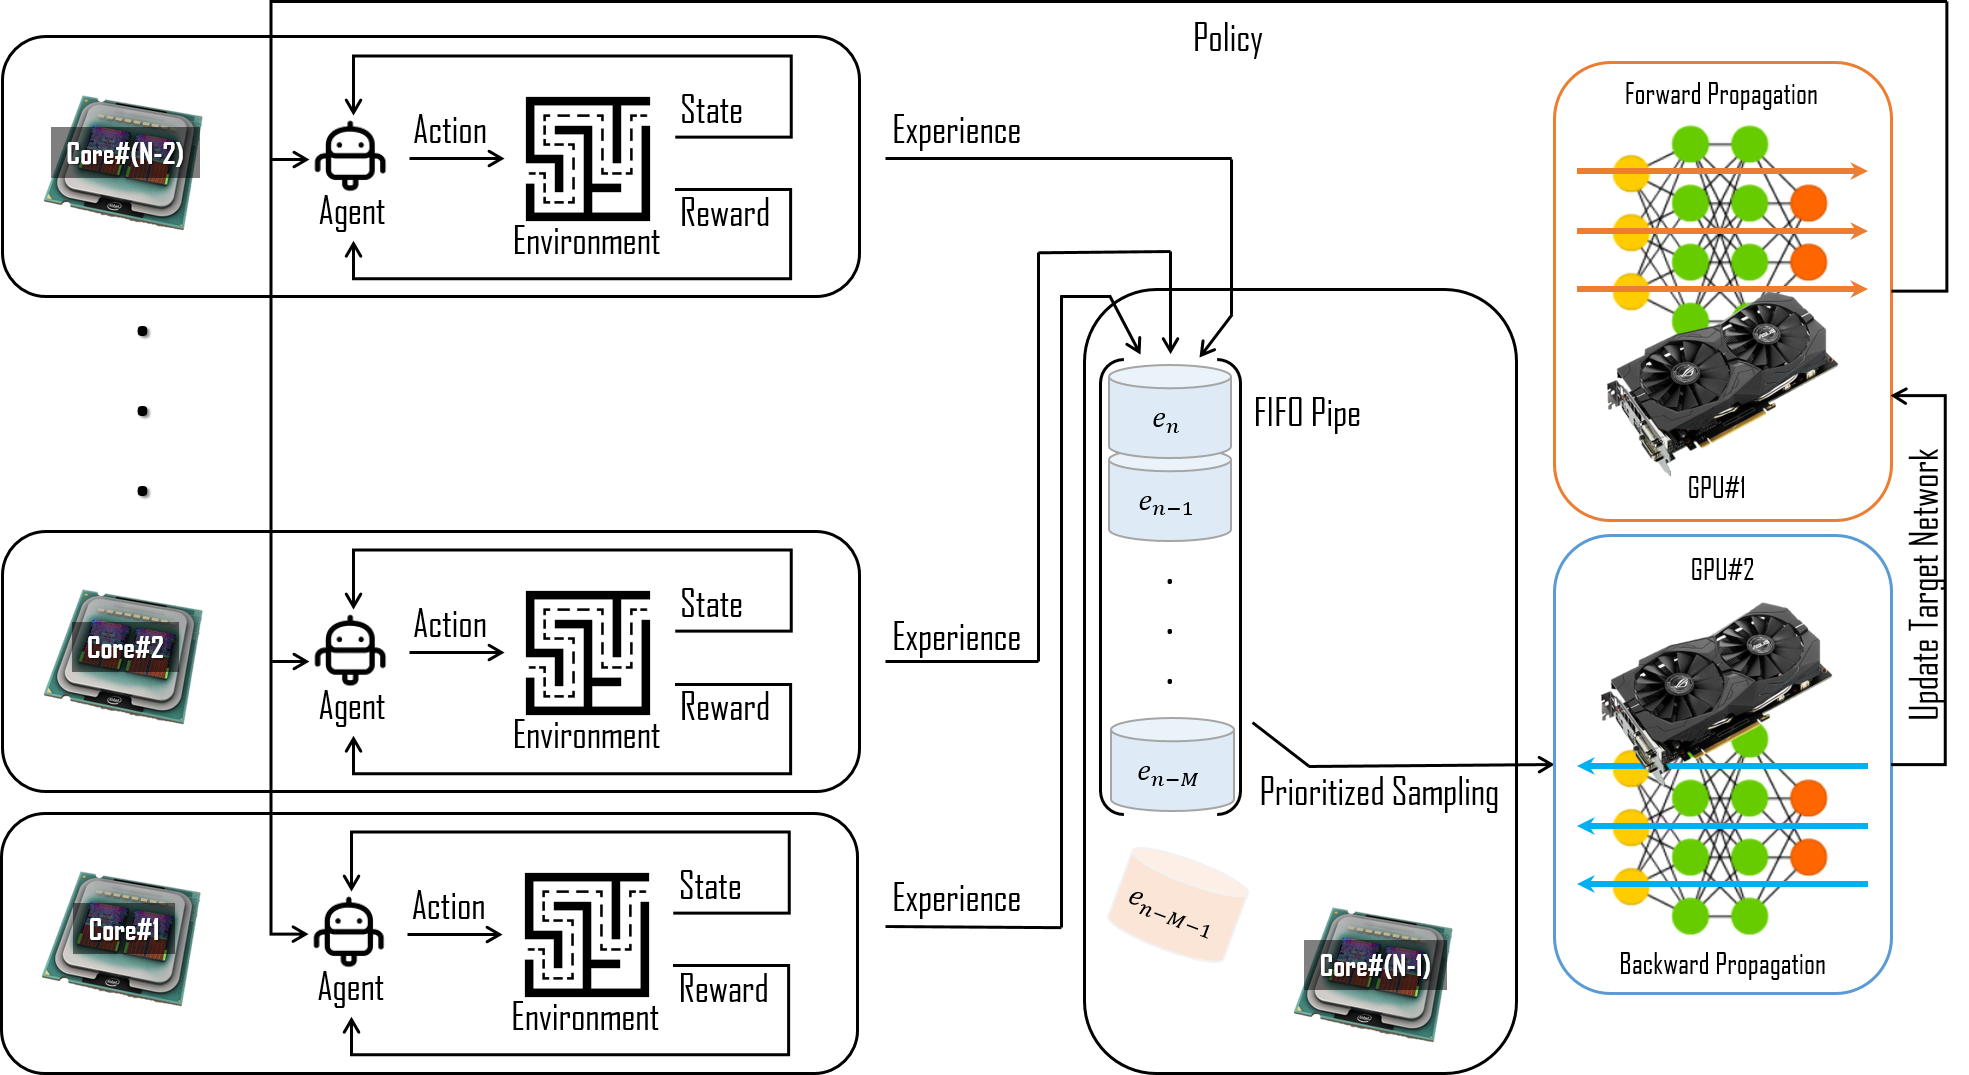 Policy
Core#(N-2)
Agent
Action
Environment
State
Reward
Experience
Core#2
Agent
Action
Environment
State
Reward
Experience
Core#1
Agent
Action
Environment
State
Reward
Experience
FIFO Pipe
e_n
e_{n-1}
e_{n-M}
e_{n-M-1}
Prioritized Sampling
Core#(N-1)
Forward Propagation
GPU#1
GPU#2
Backward Propagation
Update Target Network